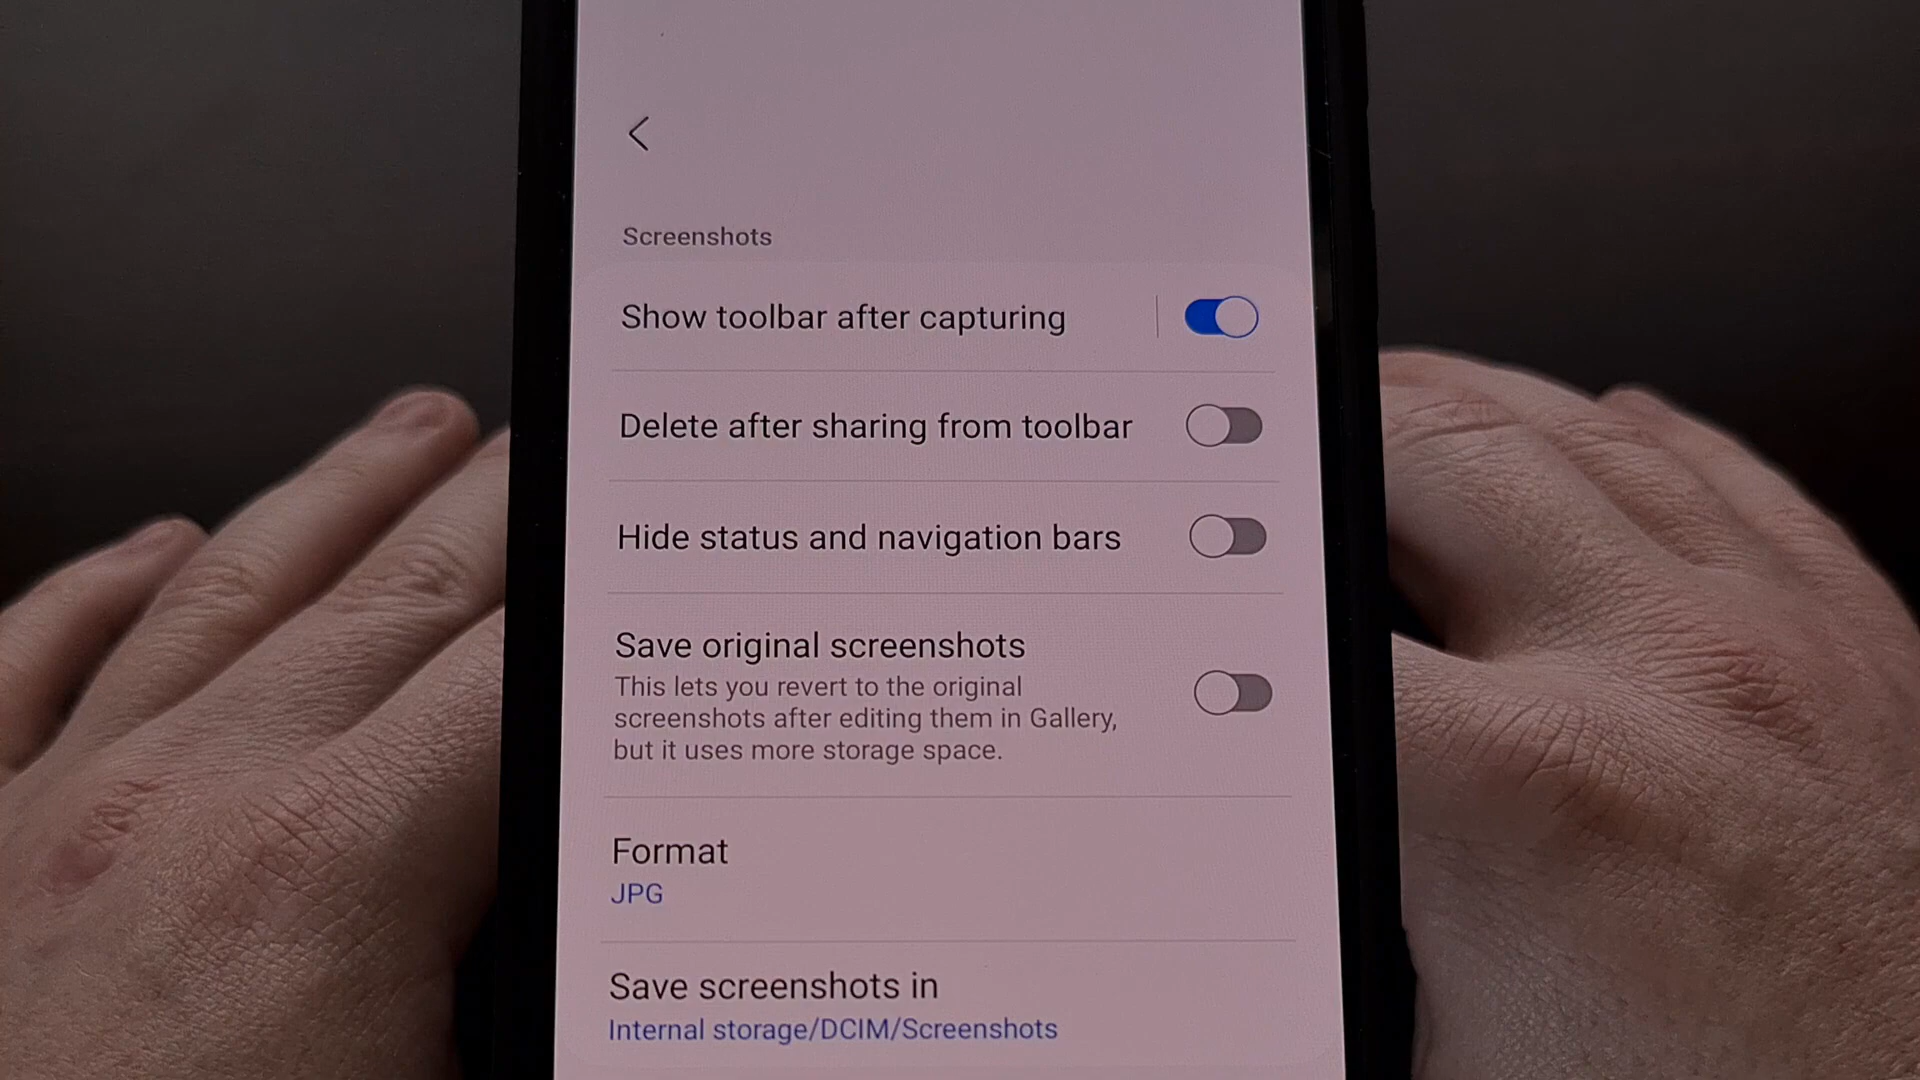 Screenshots
Show toolbar after capturing
Delete after sharing from toolbar
Hide status and navigation bars
Save original screenshots
This lets you revert to the original
screenshots after editing them in Gallery,
but it uses more storage space.
Format
JPG
Save screenshots in
Internal storage/DCIM/Screenshots